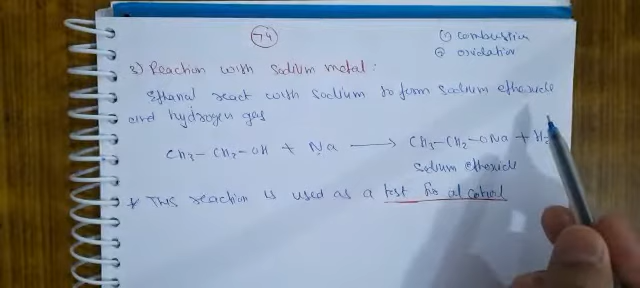 74
① combustion
② oxidation
3) Reaction with sodium metal:
Ethanol react with Sodium to form sodium ethoxide
and hydrogen gas
CH3-CH2-OH + Na → CH3-CH2-ONa + H2
sodium ethoxide
* This reaction is used as a test for alcohol